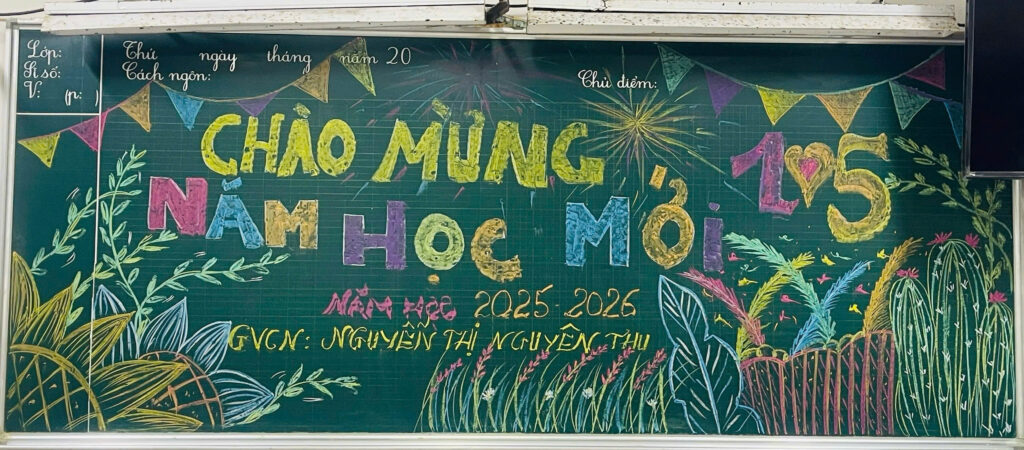 Lớp:
Sĩ số:
V: (p: )
Thứ ngày tháng năm 20
Cách ngôn:
Chủ điểm:
CHÀO MỪNG
NĂM HỌC MỚI
1 5
NĂM HỌC 2025-2026
GVCN: NGUYỄN THỊ NGUYÊN THU